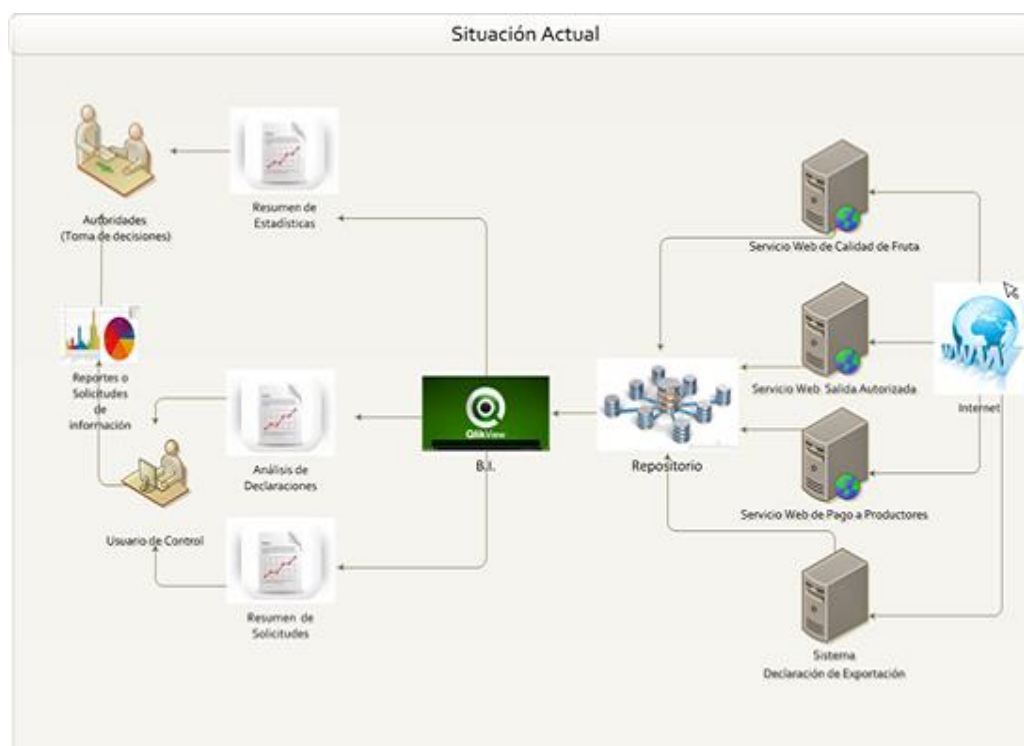 Situación Actual
Autoridades
(Toma de decisiones)
Resumen de
Estadísticas
Servicio Web de Calidad de Fruta
Reportes o
Solicitudes
de
información
Servicio Web Salida Autorizada
WWW
Internet
QlikView
B.I.
Repositorio
Análisis de
Declaraciones
Servicio Web de Pago a Productores
Usuario de Control
Resumen de
Solicitudes
Sistema
Declaración de Exportación